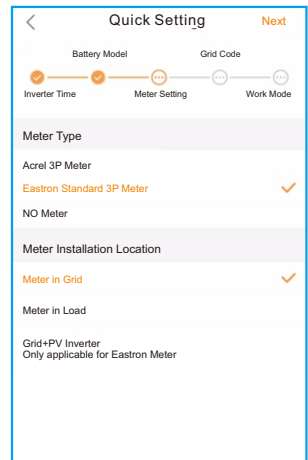 Quick Setting
Next
Battery Model
Grid Code
Inverter Time
Meter Setting
Work Mode
Meter Type
Acrel 3P Meter
Eastron Standard 3P Meter
NO Meter
Meter Installation Location
Meter in Grid
Meter in Load
Grid+PV Inverter
Only applicable for Eastron Meter